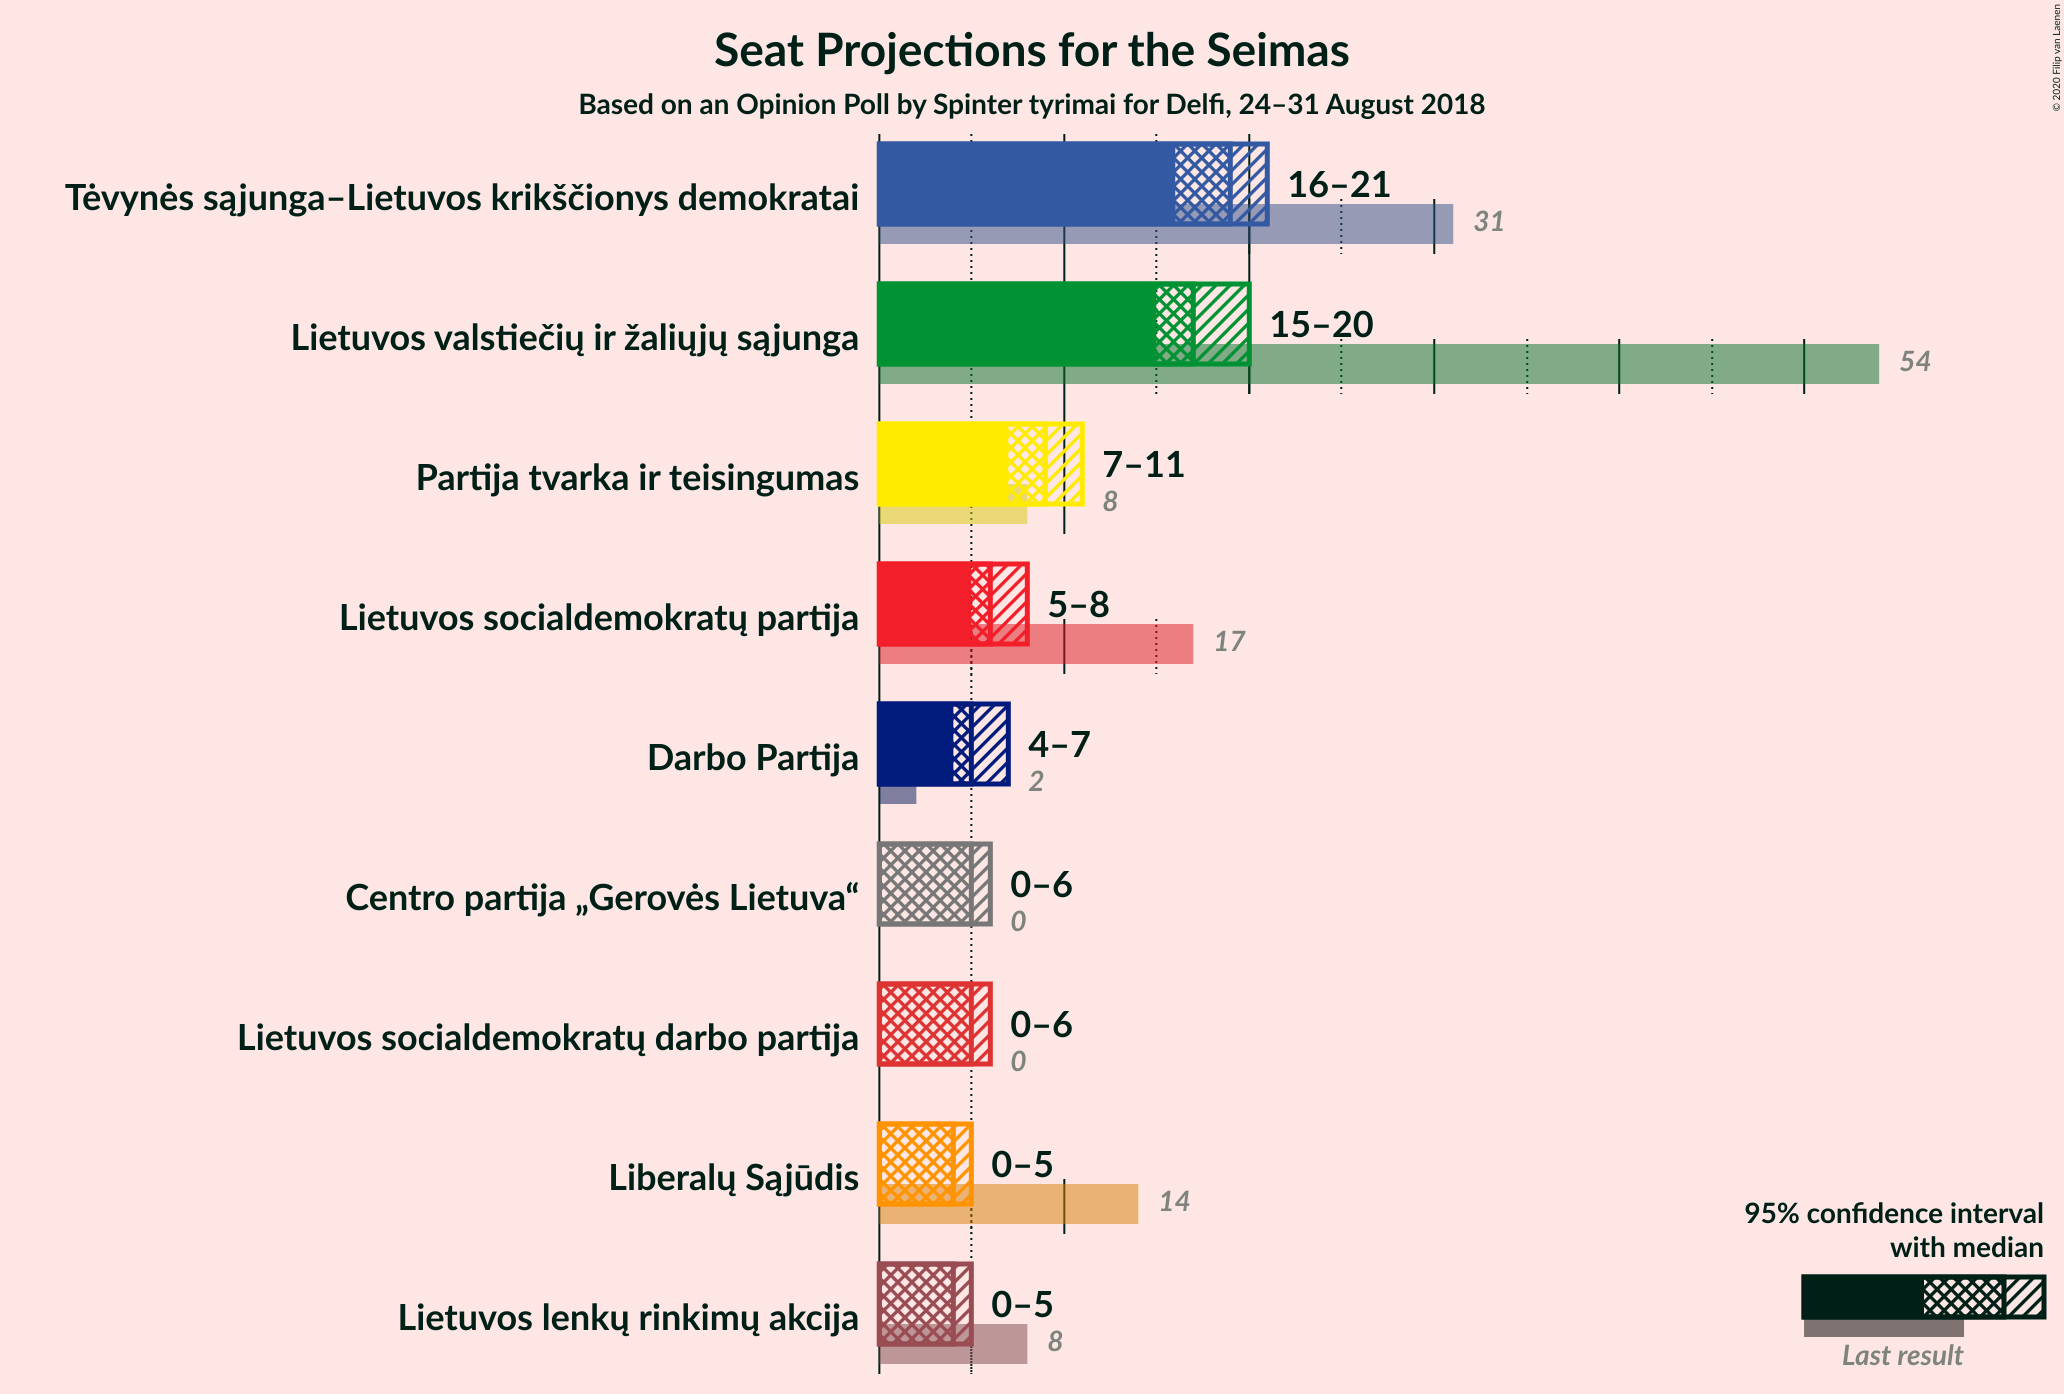 Seat Projections for the Seimas
Based on an Opinion Poll by Spinter tyrimai for Delfi, 24–31 August 2018
© 2020 Filip van Laenen
Tėvynės sąjunga–Lietuvos krikščionys demokratai
16–21
31
Lietuvos valstiečių ir žaliųjų sąjunga
15–20
54
Partija tvarka ir teisingumas
7–11
8
Lietuvos socialdemokratų partija
5–8
17
Darbo Partija
4–7
2
Centro partija „Gerovės Lietuva“
0–6
0
Lietuvos socialdemokratų darbo partija
0–6
0
Liberalų Sąjūdis
0–5
14
Lietuvos lenkų rinkimų akcija
0–5
8
95% confidence interval
with median
Last result